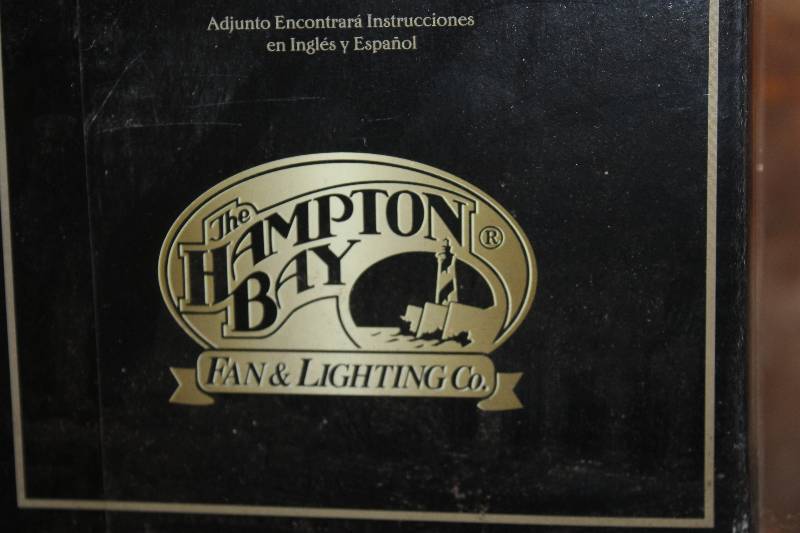 Adjunto Encontrará Instrucciones
en Inglés y Español
The
HAMPTON
BAY
®
FAN & LIGHTING Co.